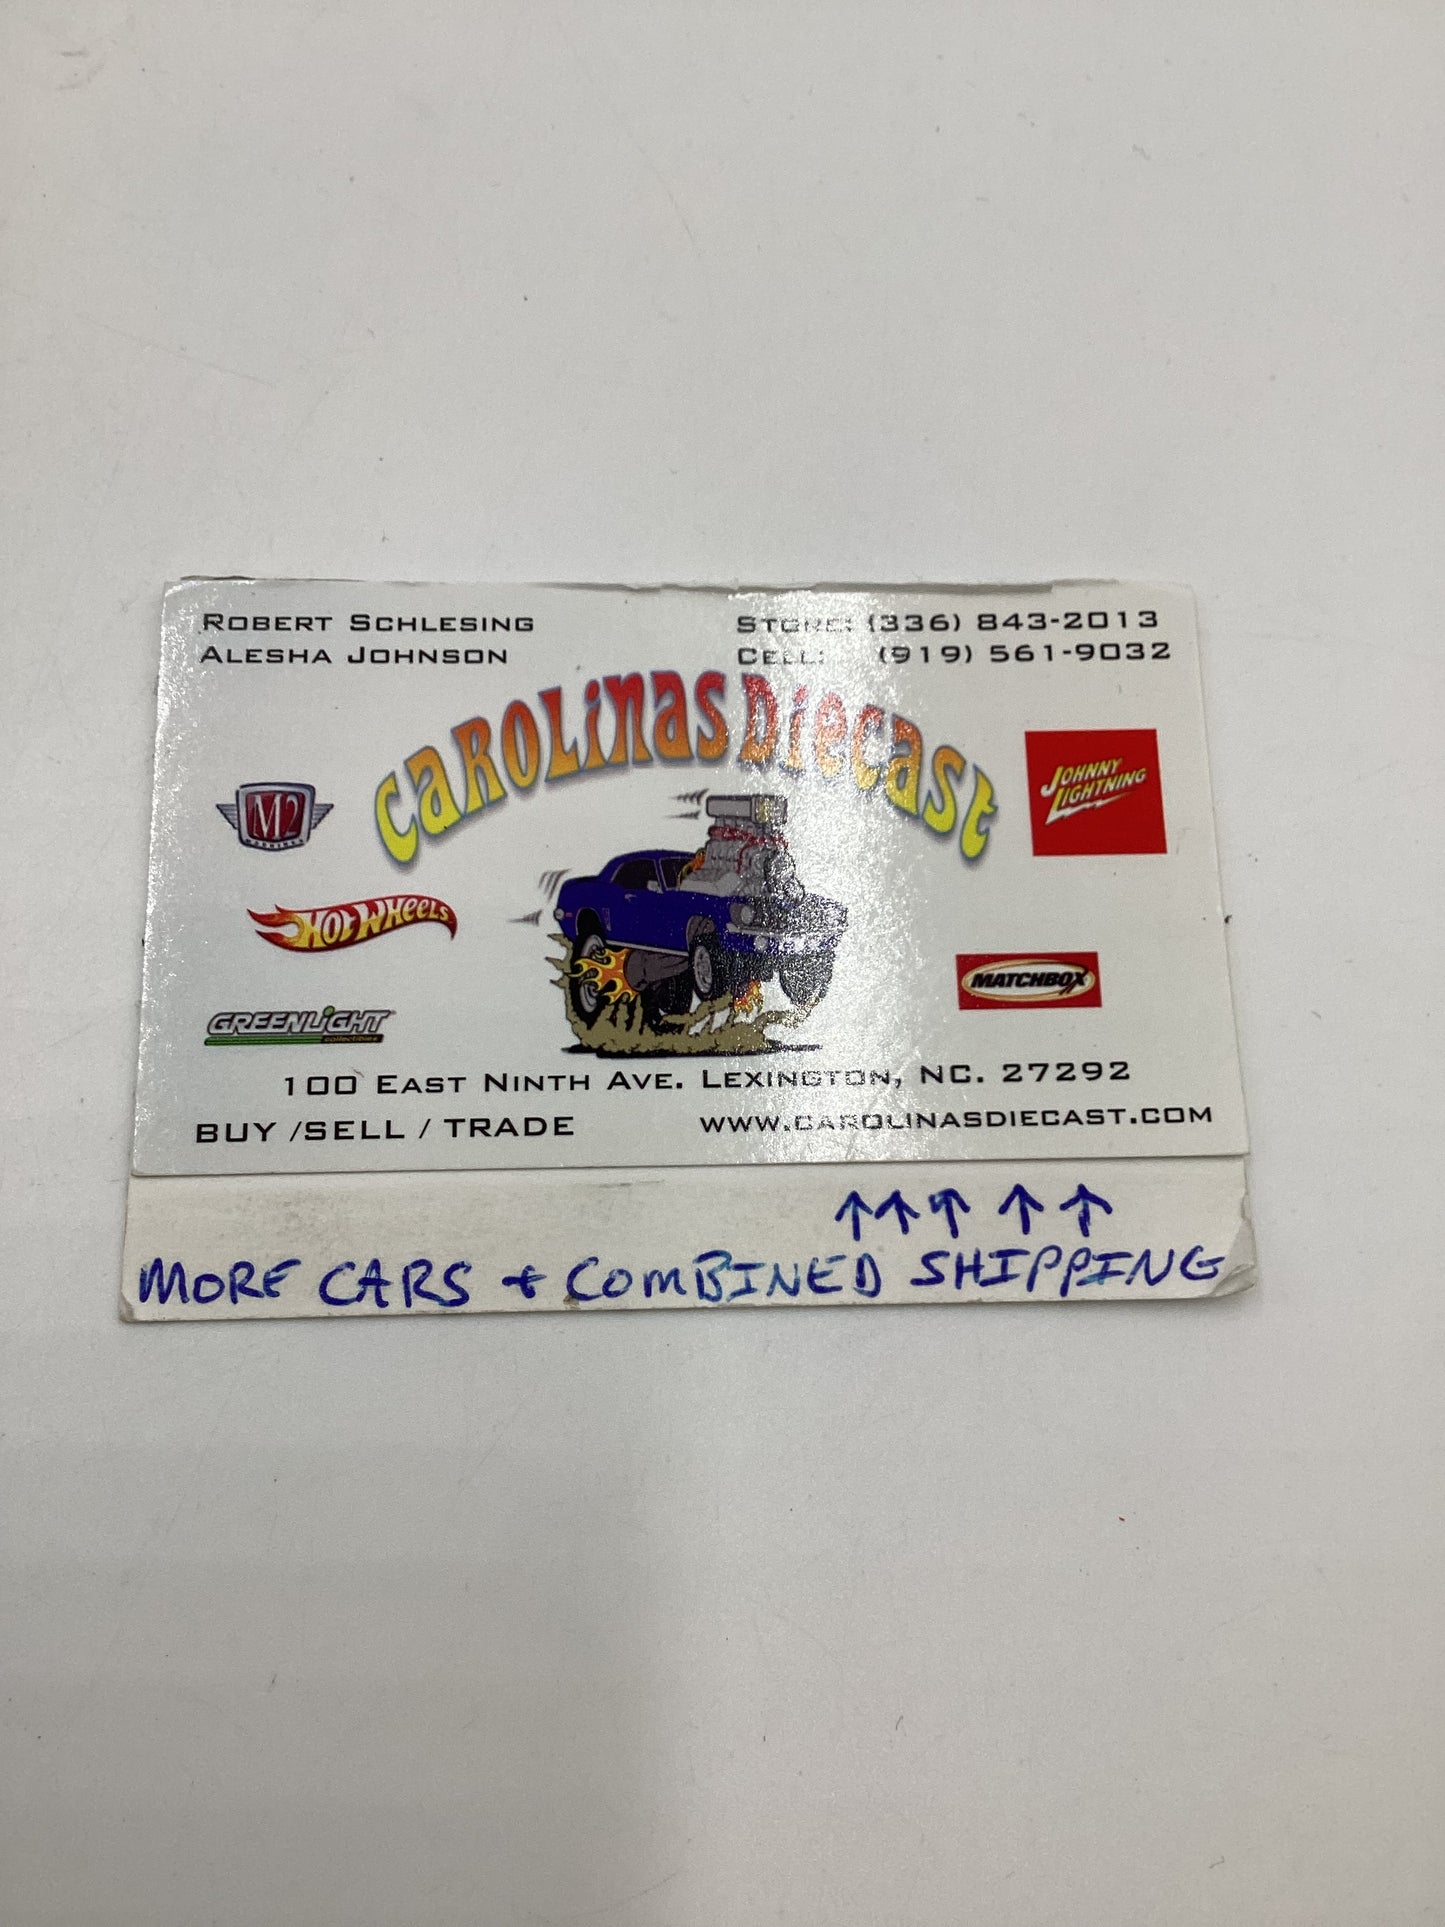 ROBERT SCHLESING
ALESHA JOHNSON
STORE: (336) 843-2013
CELL: (919) 561-9032
CAROLINAS DIECAST
M2
MACHINES
JOHNNY
LIGHTNING
HOT WHEELS
MATCHBOX
GREENLIGHT
collectibles
100 EAST NINTH AVE. LEXINGTON, NC. 27292
BUY /SELL / TRADE
WWW.CAROLINASDIECAST.COM
↑ ↑ ↑ ↑ ↑
MORE CARS + COMBINED SHIPPING